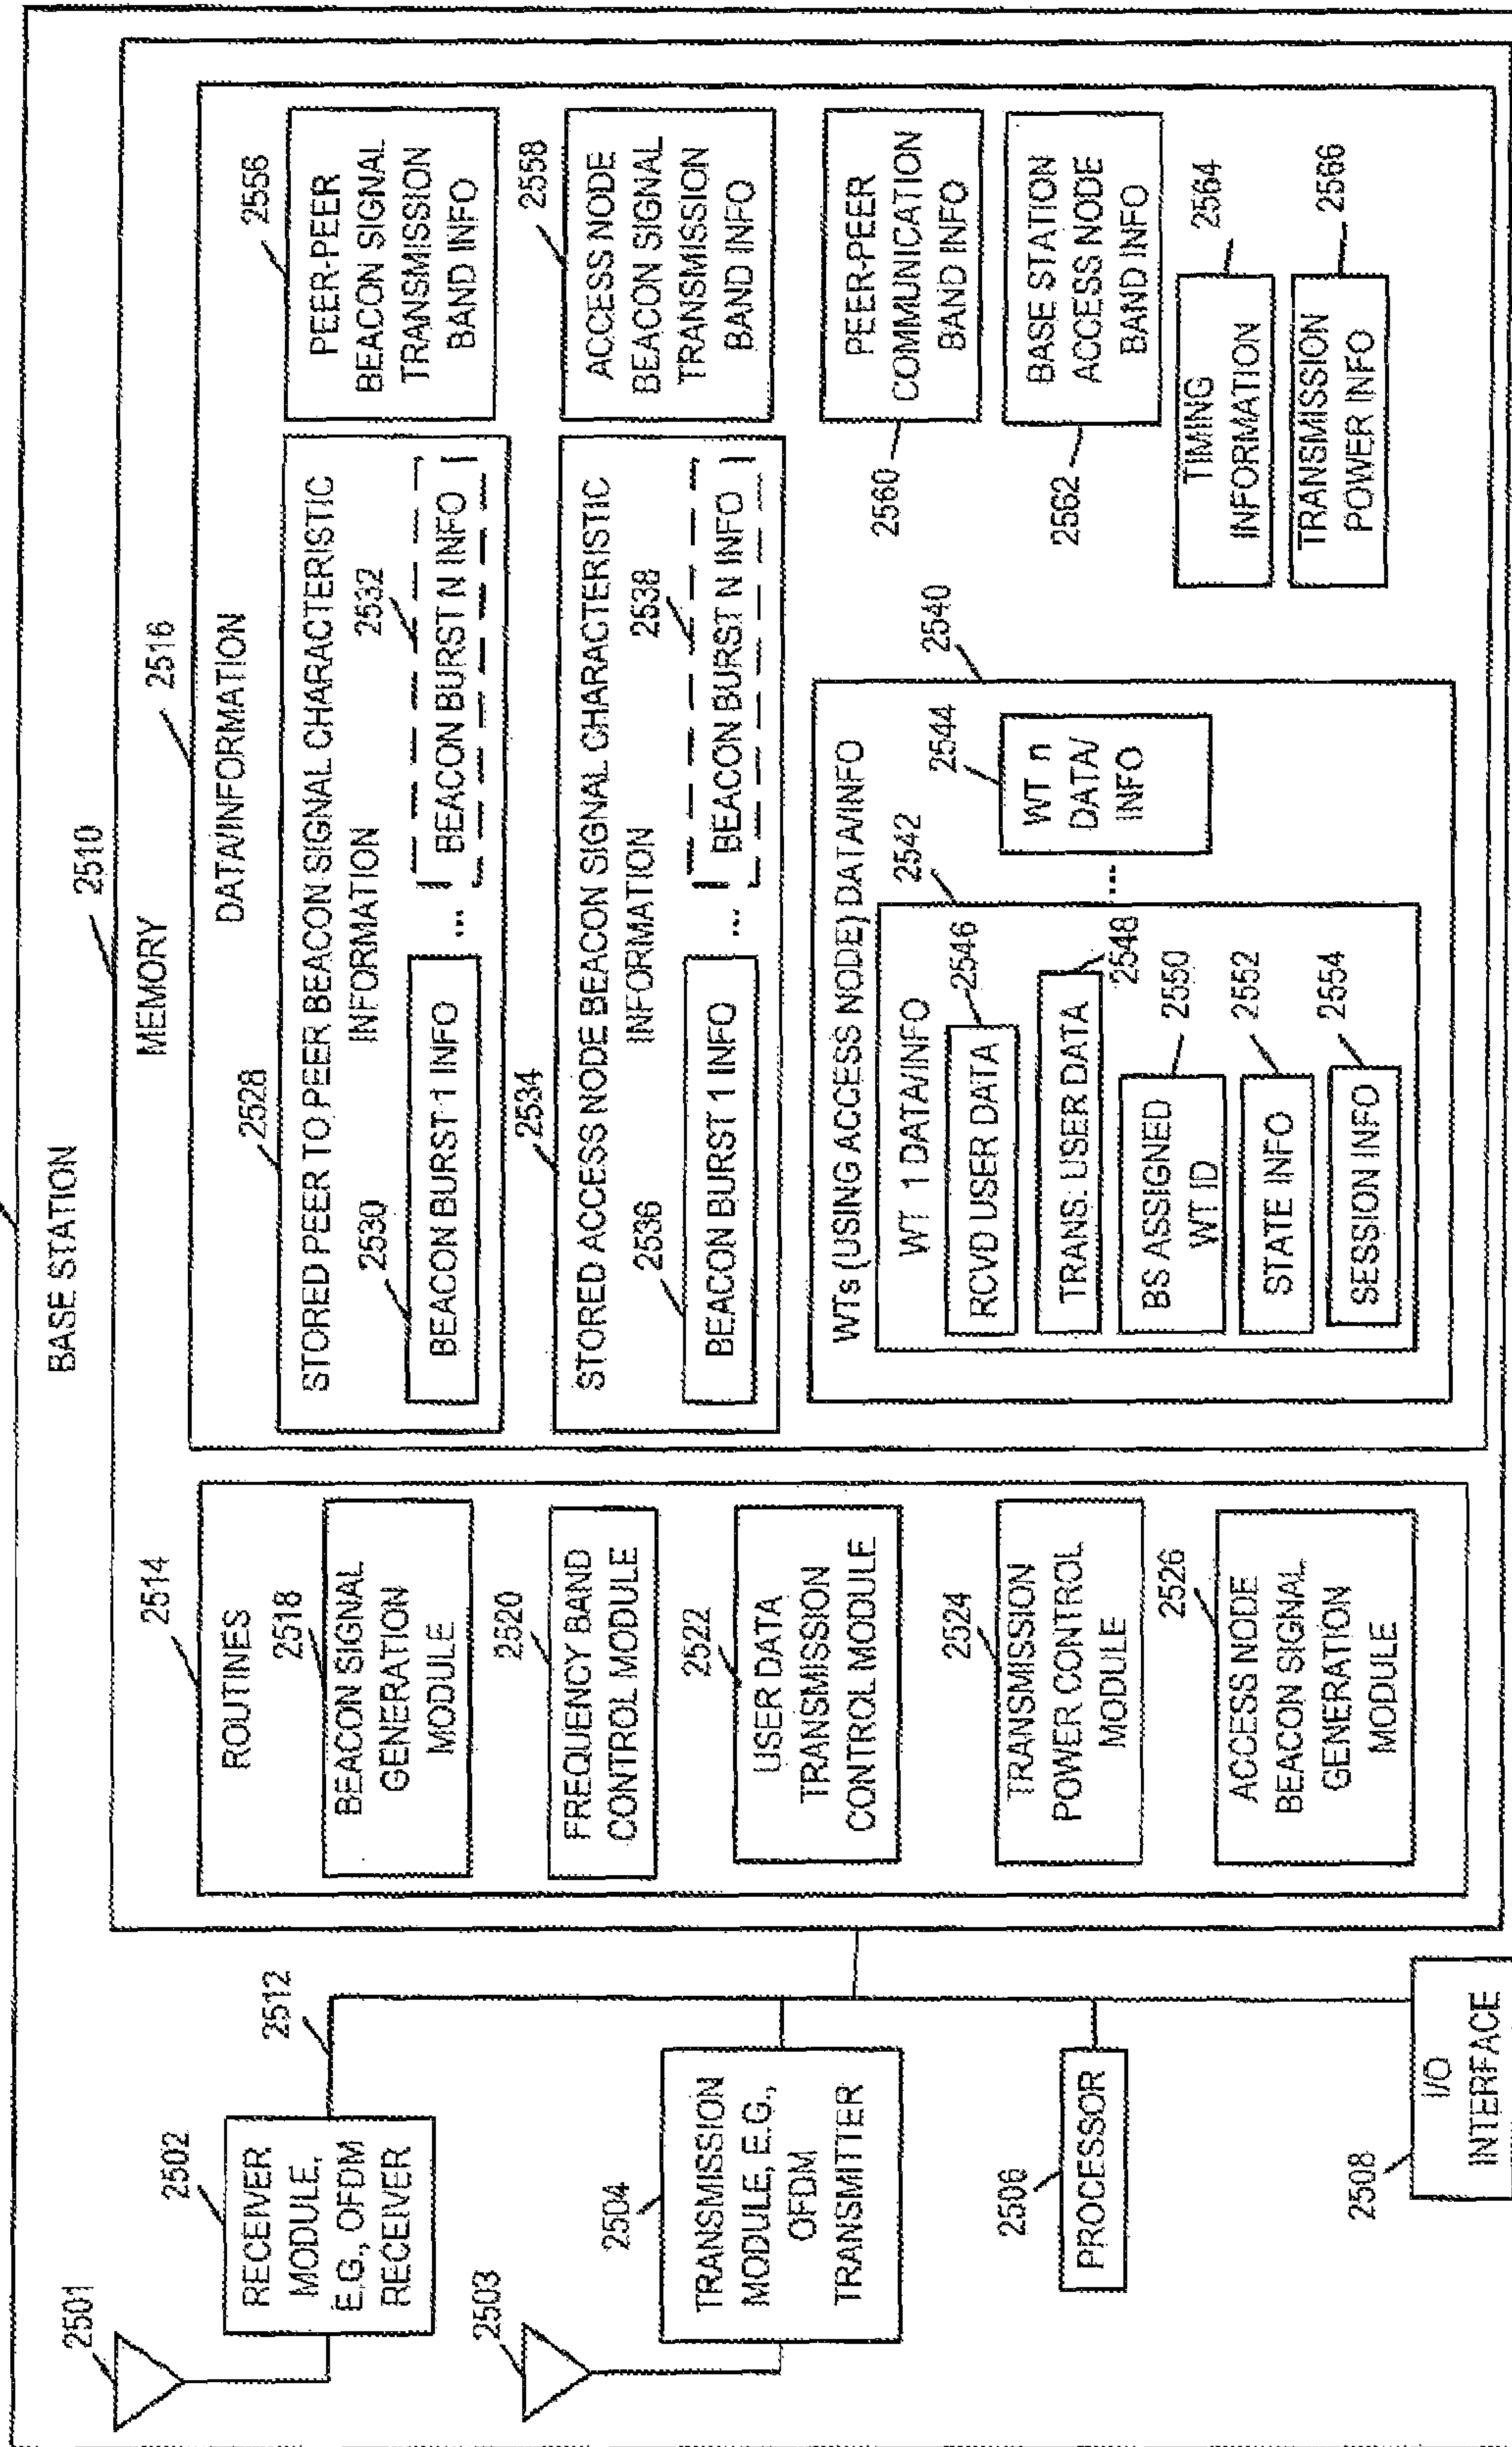 BASE STATION
2510
MEMORY
2516
2501
2502
RECEIVER
MODULE,
E.G., OFDM
RECEIVER
2512
2503
2504
TRANSMISSION
MODULE, E.G.,
OFDM
TRANSMITTER
2506
PROCESSOR
2508
I/O
INTERFACE
2514
ROUTINES
2518
BEACON SIGNAL
GENERATION
MODULE
2520
FREQUENCY BAND
CONTROL MODULE
2522
USER DATA
TRANSMISSION
CONTROL MODULE
2524
TRANSMISSION
POWER CONTROL
MODULE
2526
ACCESS NODE
BEACON SIGNAL
GENERATION
MODULE
DATA/INFORMATION
2528
STORED PEER TO PEER BEACON SIGNAL CHARACTERISTIC
INFORMATION
2530
BEACON BURST 1 INFO
...
2532
BEACON BURST N INFO
2534
STORED ACCESS NODE BEACON SIGNAL CHARACTERISTIC
INFORMATION
2536
BEACON BURST 1 INFO
...
2538
BEACON BURST N INFO
2540
WTs (USING ACCESS NODE) DATA/INFO
2542
WT 1 DATA/INFO
2546
RCVD USER DATA
2548
TRANS. USER DATA
2550
BS ASSIGNED
WT ID
2552
STATE INFO
2554
SESSION INFO
...
2544
WT n
DATA/
INFO
2556
PEER-PEER
BEACON SIGNAL
TRANSMISSION
BAND INFO
2558
ACCESS NODE
BEACON SIGNAL
TRANSMISSION
BAND INFO
2560
PEER-PEER
COMMUNICATION
BAND INFO
2562
BASE STATION
ACCESS NODE
BAND INFO
2564
TIMING
INFORMATION
2566
TRANSMISSION
POWER INFO